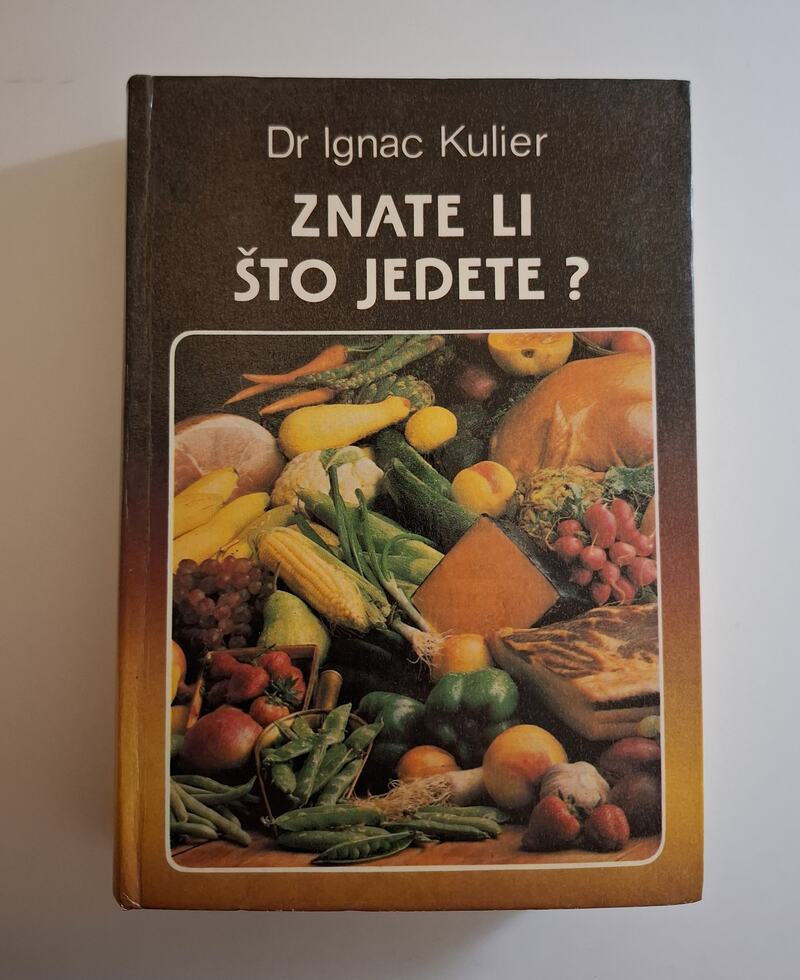 Dr Ignac Kulier
ZNATE LI
ŠTO JEDETE ?